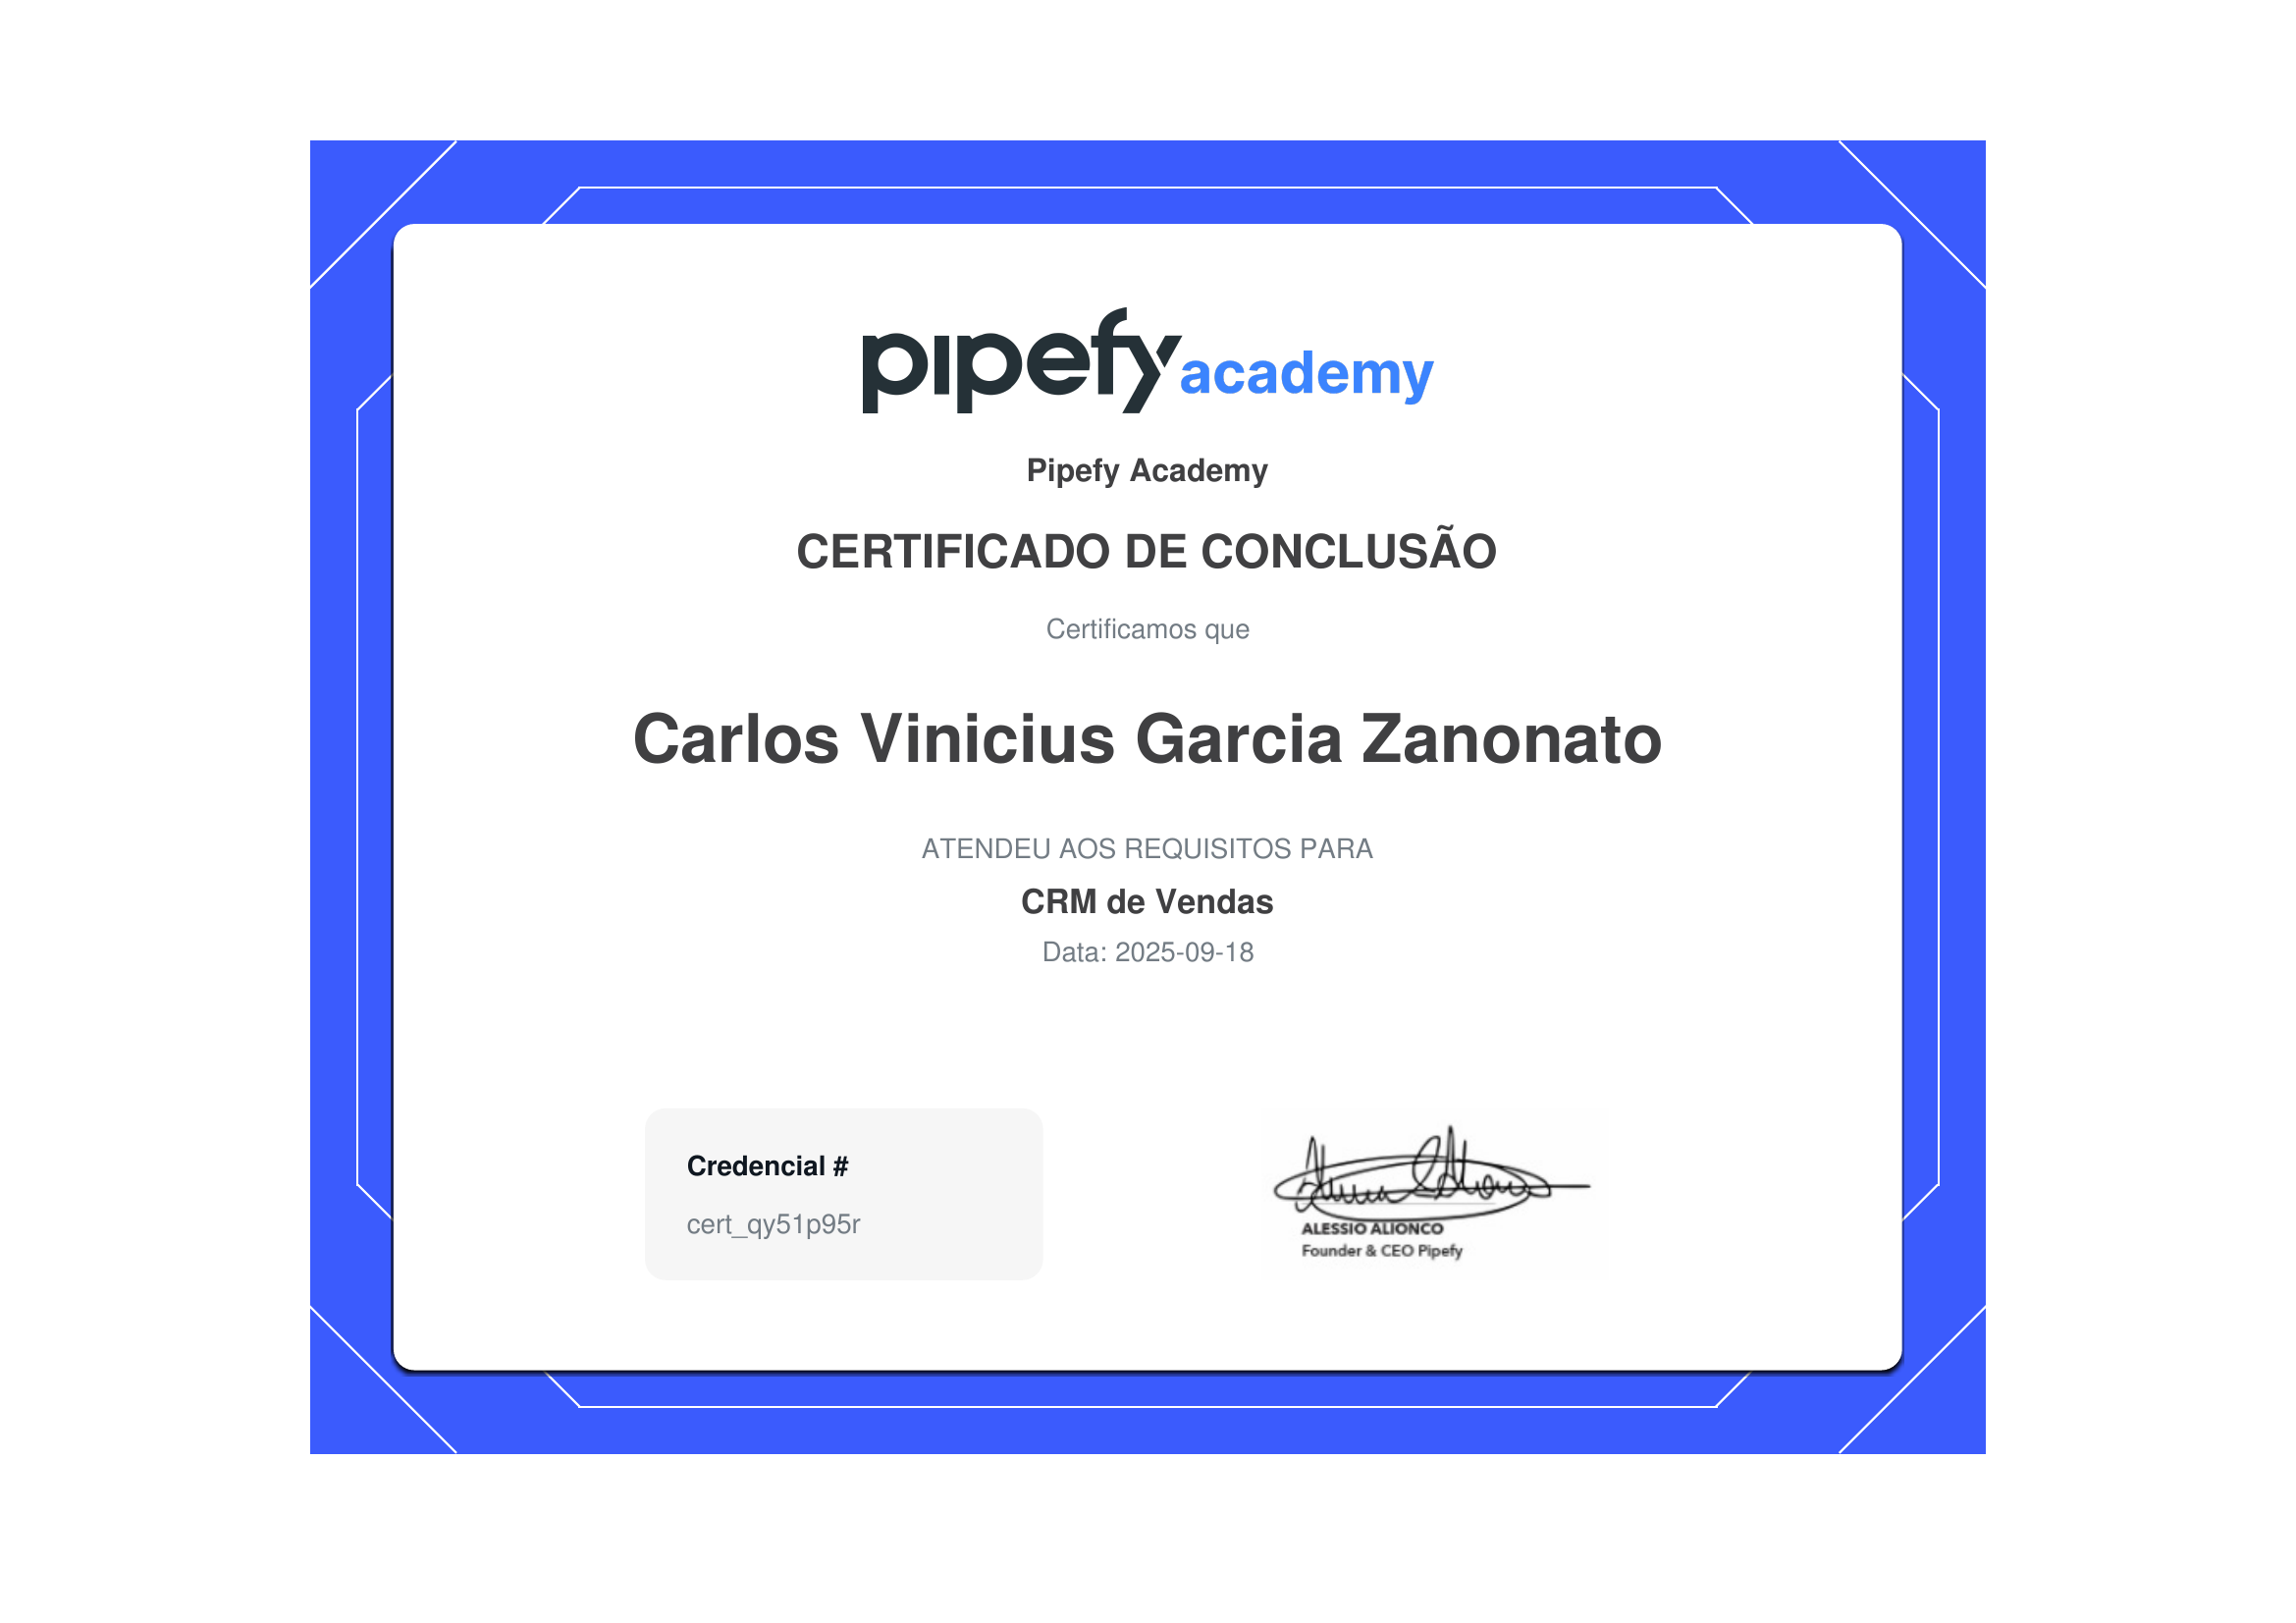 pipefy academy
Pipefy Academy
CERTIFICADO DE CONCLUSÃO
Certificamos que
Carlos Vinicius Garcia Zanonato
ATENDEU AOS REQUISITOS PARA
CRM de Vendas
Data: 2025-09-18
Credencial #
cert_qy51p95r
ALESSIO ALIONCO
Founder & CEO Pipefy